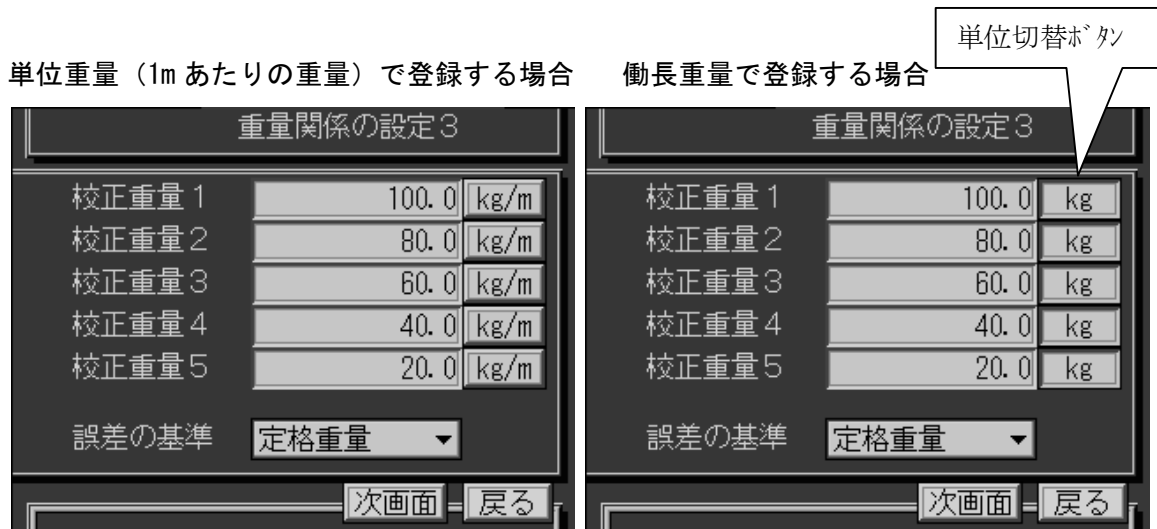 単位切替ﾎﾞﾀﾝ
単位重量（1mあたりの重量）で登録する場合
重量関係の設定3
校正重量1 100.0 kg/m
校正重量2 80.0 kg/m
校正重量3 60.0 kg/m
校正重量4 40.0 kg/m
校正重量5 20.0 kg/m
誤差の基準 定格重量 ▼
次画面 戻る
働長重量で登録する場合
重量関係の設定3
校正重量1 100.0 kg
校正重量2 80.0 kg
校正重量3 60.0 kg
校正重量4 40.0 kg
校正重量5 20.0 kg
誤差の基準 定格重量 ▼
次画面 戻る